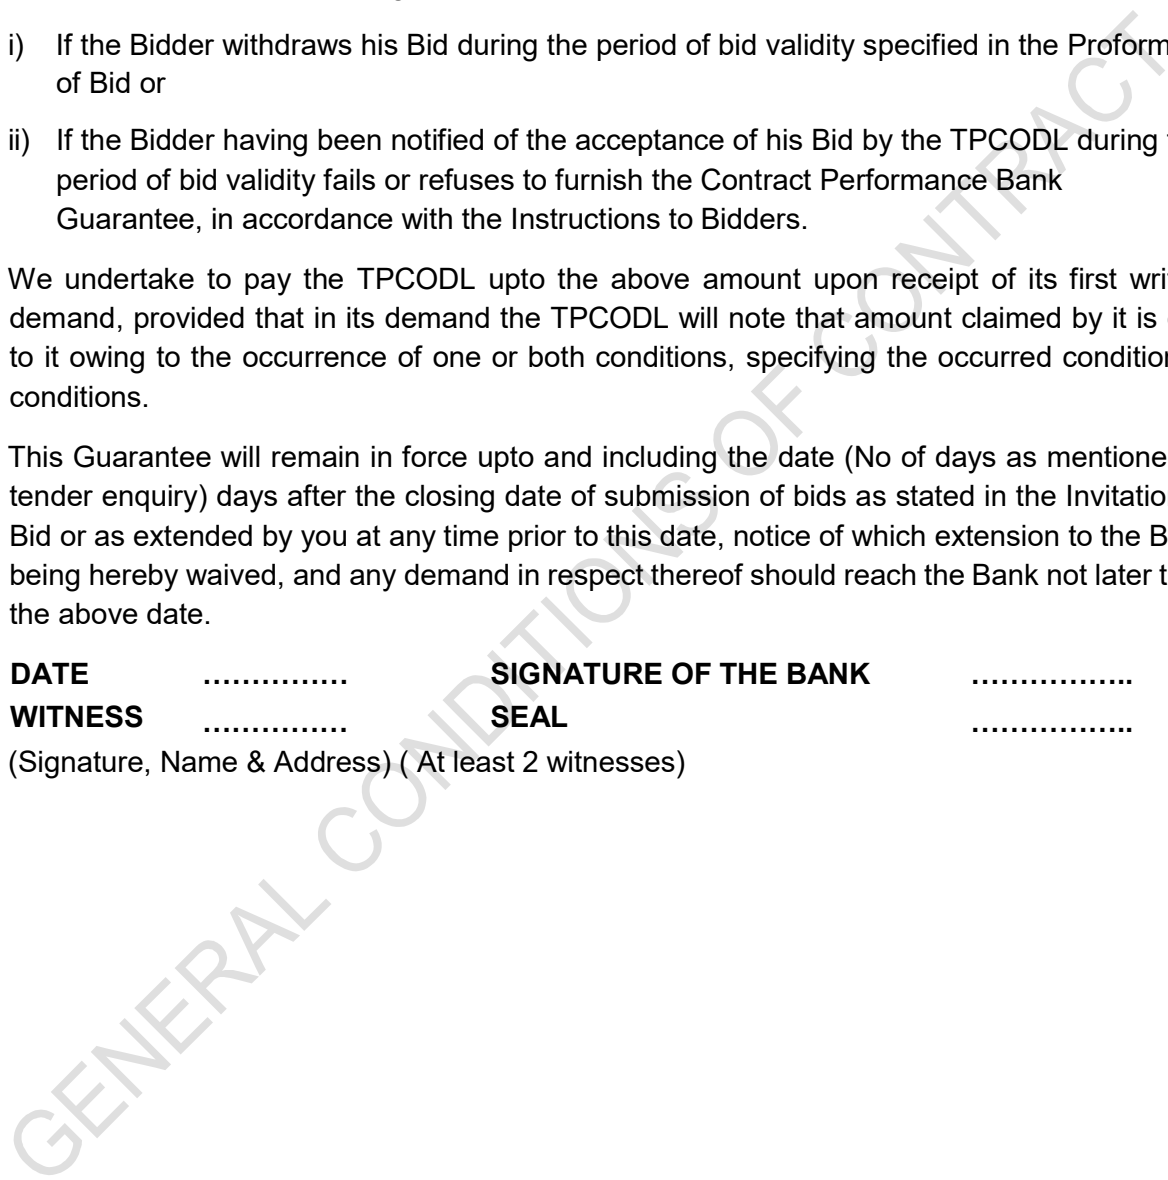 i) If the Bidder withdraws his Bid during the period of bid validity specified in the Proform
of Bid or
ii) If the Bidder having been notified of the acceptance of his Bid by the TPCODL during
period of bid validity fails or refuses to furnish the Contract Performance Bank
Guarantee, in accordance with the Instructions to Bidders.
We undertake to pay the TPCODL upto the above amount upon receipt of its first wri
demand, provided that in its demand the TPCODL will note that amount claimed by it is
to it owing to the occurrence of one or both conditions, specifying the occurred condition
conditions.
This Guarantee will remain in force upto and including the date (No of days as mentione
tender enquiry) days after the closing date of submission of bids as stated in the Invitatio
Bid or as extended by you at any time prior to this date, notice of which extension to the B
being hereby waived, and any demand in respect thereof should reach the Bank not later t
the above date.
DATE …………… SIGNATURE OF THE BANK ……………..
WITNESS …………… SEAL ……………..
(Signature, Name & Address) ( At least 2 witnesses)
GENERAL CONDITIONS OF CONTRACT